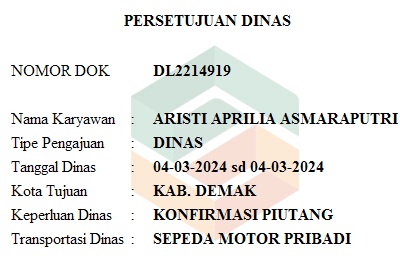 PERSETUJUAN DINAS
NOMOR DOK DL2214919
Nama Karyawan : ARISTI APRILIA ASMARAPUTRI
Tipe Pengajuan : DINAS
Tanggal Dinas : 04-03-2024 sd 04-03-2024
Kota Tujuan : KAB. DEMAK
Keperluan Dinas : KONFIRMASI PIUTANG
Transportasi Dinas : SEPEDA MOTOR PRIBADI